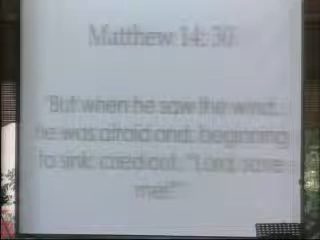 Matthew 14: 30
"But when he saw the wind,
he was afraid and, beginning
to sink, cried out, "Lord, save
me!"